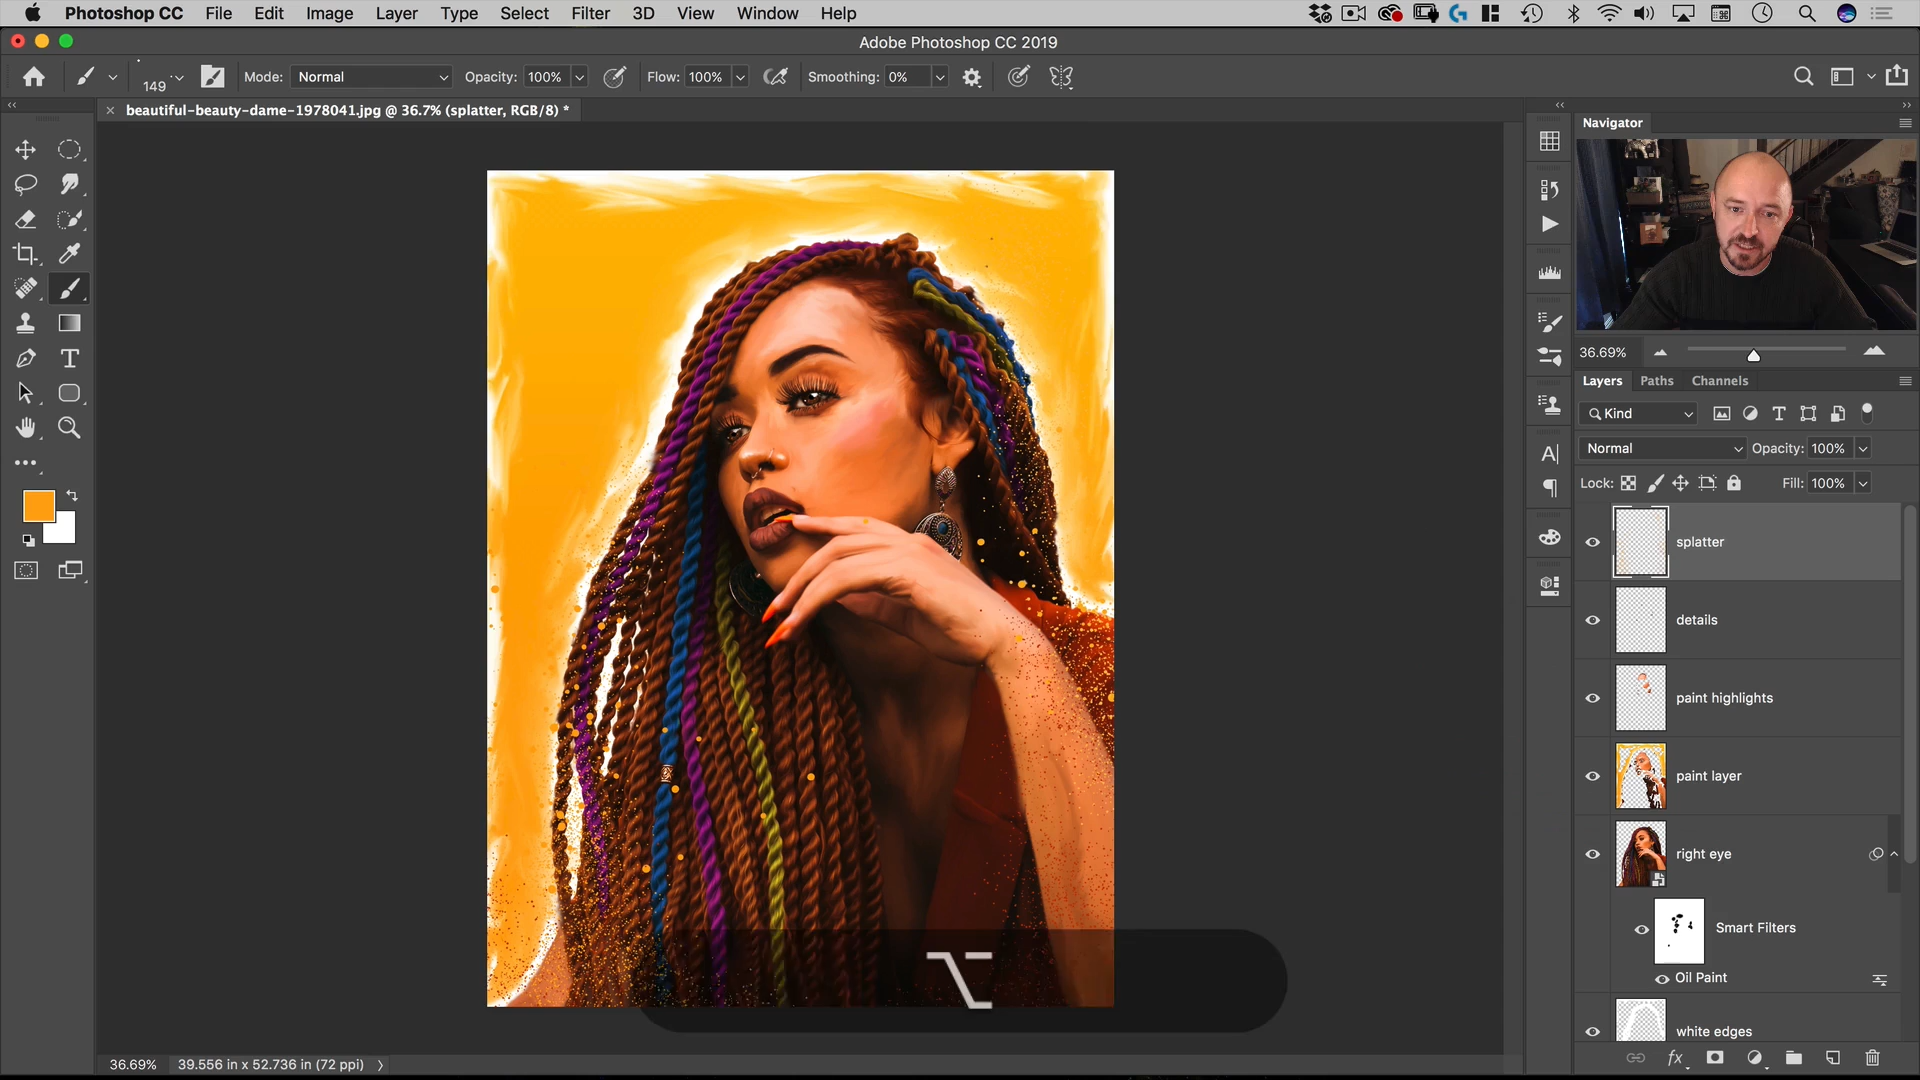 Photoshop CC File Edit Image Layer Type Select Filter 3D View Window Help
Adobe Photoshop CC 2019
149 Mode: Normal Opacity: 100% Flow: 100% Smoothing: 0%
beautiful-beauty-dame-1978041.jpg @ 36.7% (splatter, RGB/8) *
Navigator
36.69%
Layers Paths Channels
Kind
Normal Opacity: 100%
Lock: Fill: 100%
splatter
details
paint highlights
paint layer
right eye
Smart Filters
Oil Paint
white edges
36.69% 39.556 in x 52.736 in (72 ppi)